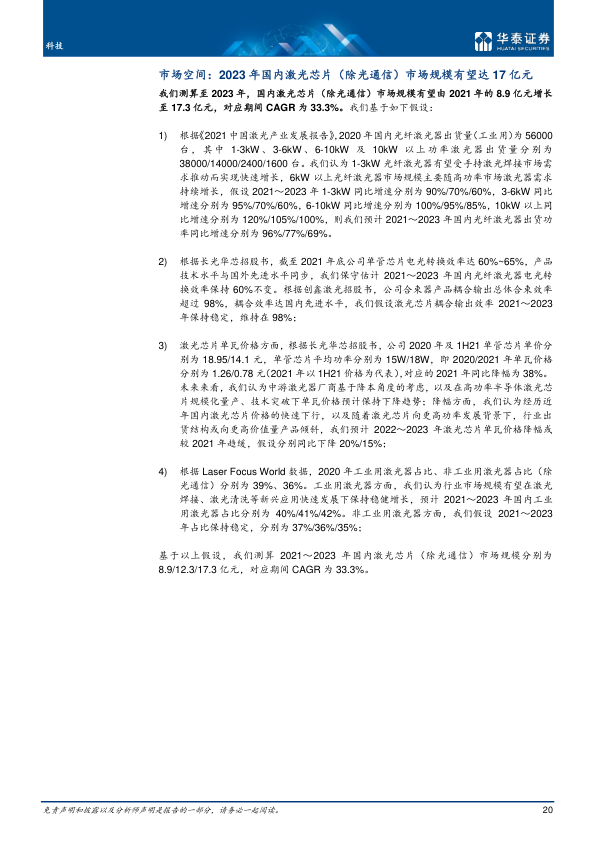 科技
华泰证券
HUATAI SECURITIES
市场空间：2023 年国内激光芯片（除光通信）市场规模有望达 17 亿元
我们测算至 2023 年，国内激光芯片（除光通信）市场规模有望由 2021 年的 8.9 亿元增长
至 17.3 亿元，对应期间 CAGR 为 33.3%。我们基于如下假设：
1) 根据《2021 中国激光产业发展报告》，2020 年国内光纤激光器出货量（工业用）为 56000
台，其中 1-3kW、3-6kW、6-10kW 及 10kW 以上功率激光器出货量分别为
38000/14000/2400/1600 台。我们认为 1-3kW 光纤激光器有望受手持激光焊接市场需
求推动而实现快速增长，6kW 以上光纤激光器市场规模主要随高功率市场激光器需求
持续增长，假设 2021～2023 年 1-3kW 同比增速分别为 90%/70%/60%，3-6kW 同比
增速分别为 95%/70%/60%，6-10kW 同比增速分别为 100%/95%/85%，10kW 以上同
比增速分别为 120%/105%/100%，则我们预计 2021～2023 年国内光纤激光器出货功
率同比增速分别为 96%/77%/69%。
2) 根据长光华芯招股书，截至 2021 年底公司单管芯片电光转换效率达 60%~65%，产品
技术水平与国外先进水平同步，我们保守估计 2021～2023 年国内光纤激光器电光转
换效率保持 60%不变。根据创鑫激光招股书，公司合束器产品耦合输出总体合束效率
超过 98%，耦合效率达国内先进水平，我们假设激光芯片耦合输出效率 2021～2023
年保持稳定，维持在 98%；
3) 激光芯片单瓦价格方面，根据长光华芯招股书，公司 2020 年及 1H21 单管芯片单价分
别为 18.95/14.1 元，单管芯片平均功率分别为 15W/18W，即 2020/2021 年单瓦价格
分别为 1.26/0.78 元（2021 年以 1H21 价格为代表），对应的 2021 年同比降幅为 38%。
未来来看，我们认为中游激光器厂商基于降本角度的考虑，以及在高功率半导体激光芯
片规模化量产、技术突破下单瓦价格预计保持下降趋势；降幅方面，我们认为经历近
年国内激光芯片价格的快速下行，以及随着激光芯片向更高功率发展背景下，行业出
货结构或向更高价值量产品倾斜，我们预计 2022～2023 年激光芯片单瓦价格降幅或
较 2021 年趋缓，假设分别同比下降 20%/15%；
4) 根据 Laser Focus World 数据，2020 年工业用激光器占比、非工业用激光器占比（除
光通信）分别为 39%、36%。工业用激光器方面，我们认为行业市场规模有望在激光
焊接、激光清洗等新兴应用快速发展下保持稳健增长，预计 2021～2023 年国内工业
用激光器占比分别为 40%/41%/42%。非工业用激光器方面，我们假设 2021～2023
年占比保持稳定，分别为 37%/36%/35%；
基于以上假设，我们测算 2021～2023 年国内激光芯片（除光通信）市场规模分别为
8.9/12.3/17.3 亿元，对应期间 CAGR 为 33.3%。
免责声明和披露以及分析师声明是报告的一部分，请务必一起阅读。
20